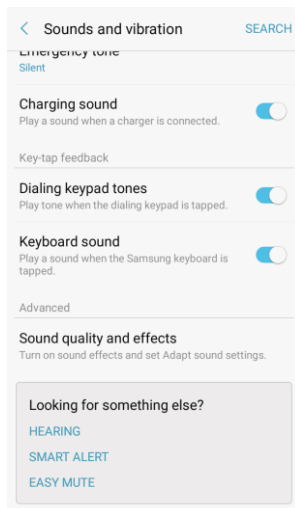 Sounds and vibration
SEARCH
Emergency tone
Silent
Charging sound
Play a sound when a charger is connected.
Key-tap feedback
Dialing keypad tones
Play tone when the dialing keypad is tapped.
Keyboard sound
Play a sound when the Samsung keyboard is
tapped.
Advanced
Sound quality and effects
Turn on sound effects and set Adapt sound settings.
Looking for something else?
HEARING
SMART ALERT
EASY MUTE